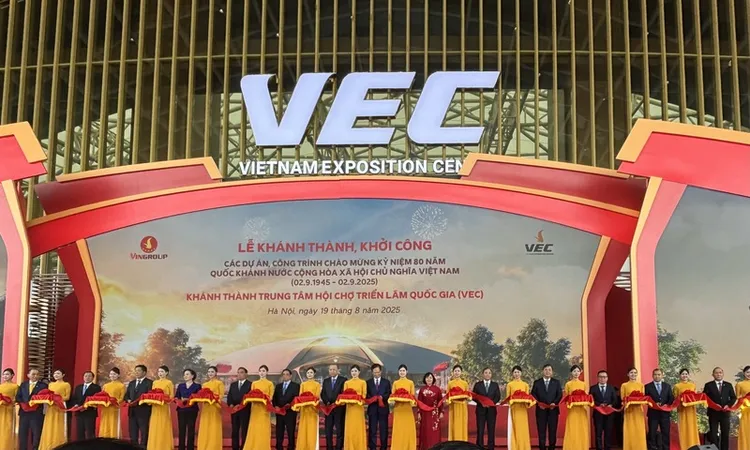 VEC
VIETNAM EXPOSITION CEN
LỄ KHÁNH THÀNH, KHỞI CÔNG
VINGROUP
CÁC DỰ ÁN, CÔNG TRÌNH CHÀO MỪNG KỶ NIỆM 80 NĂM
VEC
QUỐC KHÁNH NƯỚC CỘNG HÒA XÃ HỘI CHỦ NGHĨA VIỆT NAM
(02.9.1945 - 02.9.2025)
KHÁNH THÀNH TRUNG TÂM HỘI CHỢ TRIỂN LÃM QUỐC GIA (VEC)
Hà Nội, ngày 19 tháng 8 năm 2025